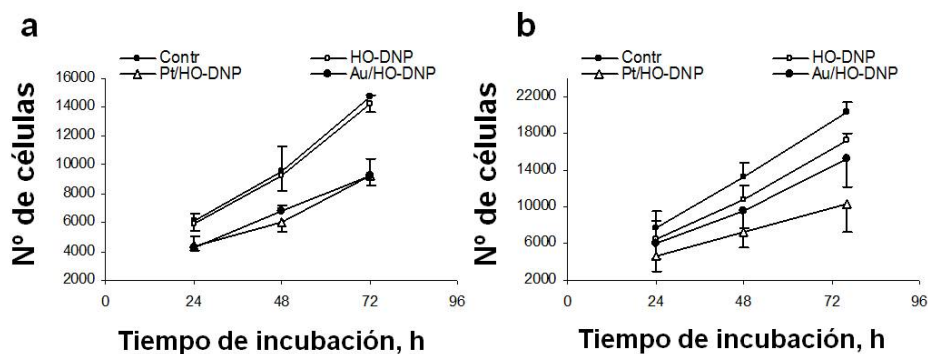 a
Contr HO-DNP
Pt/HO-DNP Au/HO-DNP
16000
14000
12000
10000
8000
6000
4000
2000
0 24 48 72 96
Nº de células
Tiempo de incubación, h
b
Contr HO-DNP
Pt/HO-DNP Au/HO-DNP
22000
18000
14000
10000
6000
2000
0 24 48 72 96
Nº de células
Tiempo de incubación, h